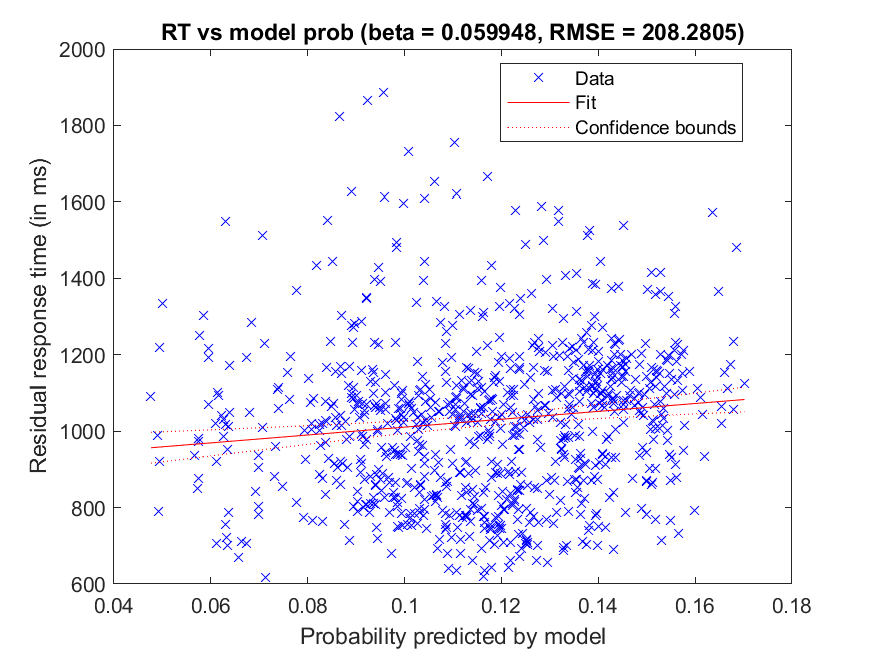 RT vs model prob (beta = 0.059948, RMSE = 208.2805)
2000
1800
1600
1400
1200
1000
800
600
Residual response time (in ms)
Data
Fit
Confidence bounds
0.04 0.06 0.08 0.1 0.12 0.14 0.16 0.18
Probability predicted by model